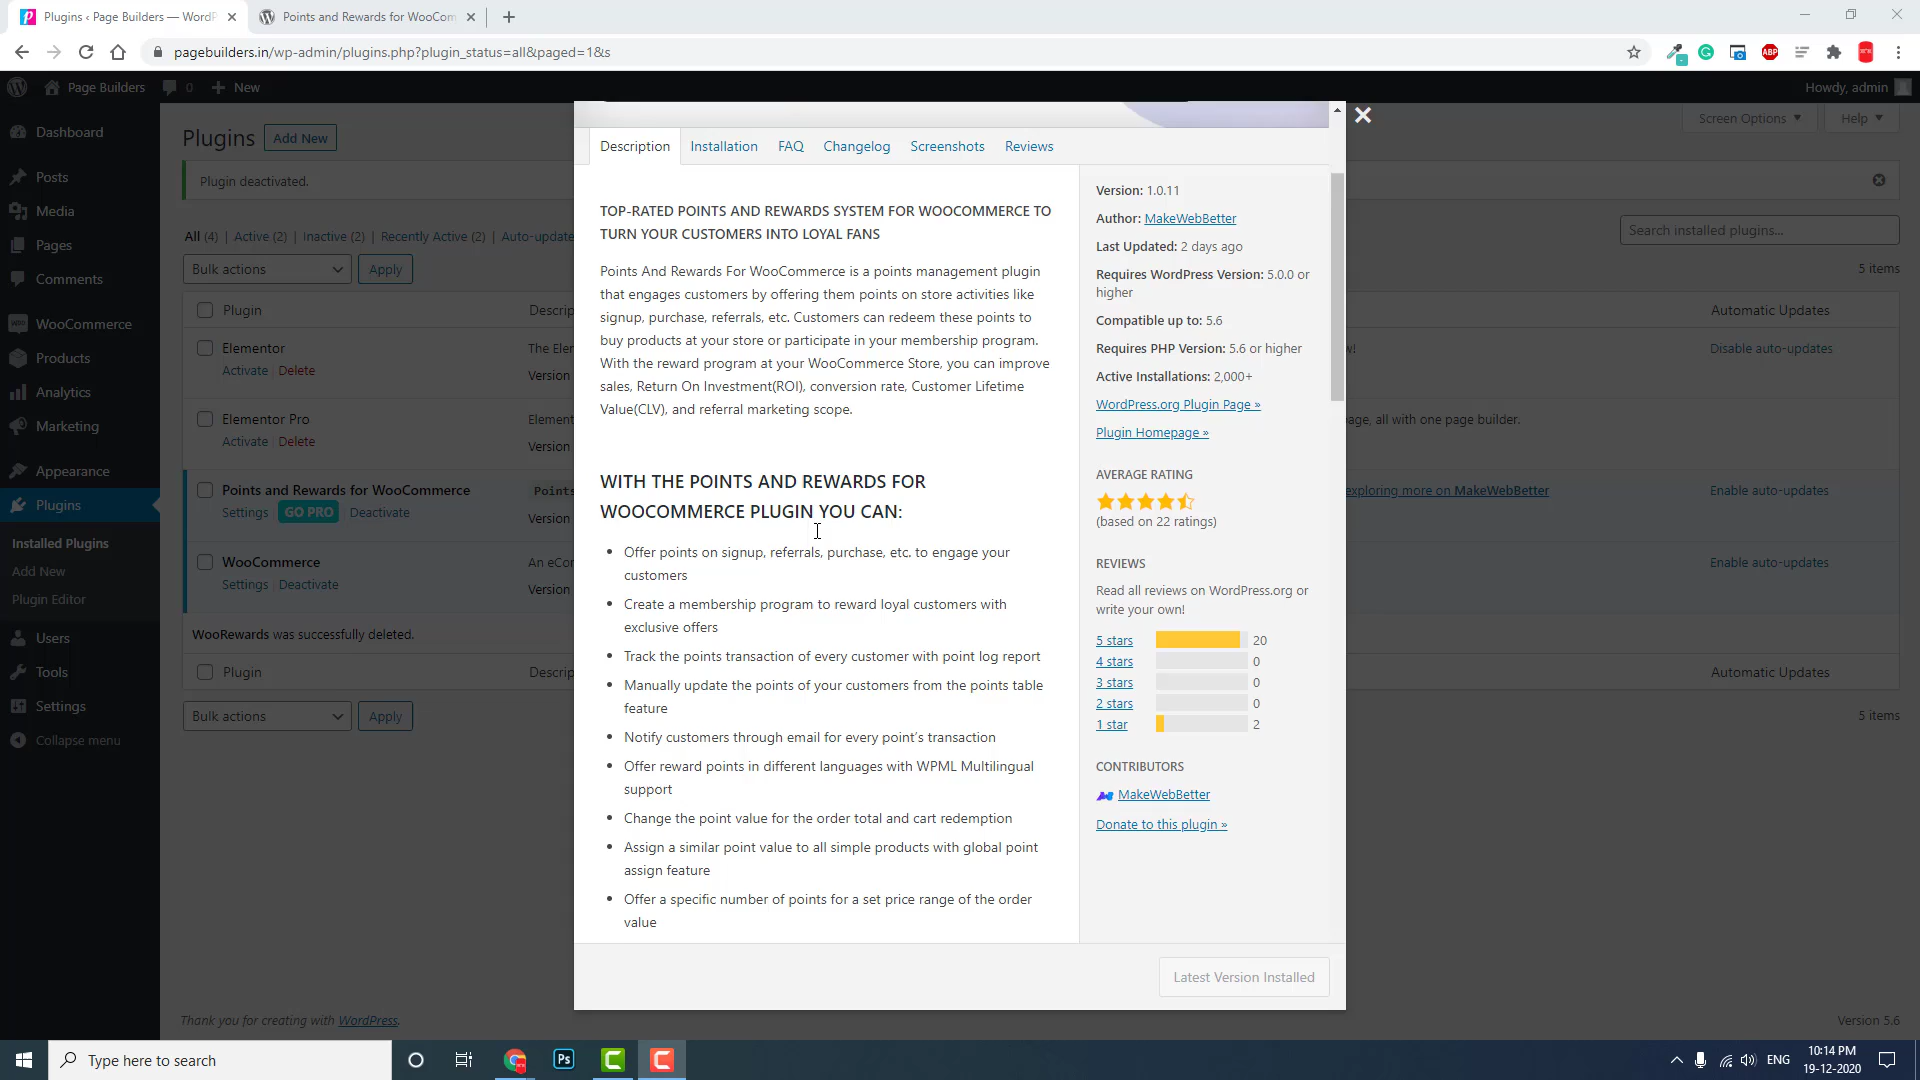 Plugins ‹ Page Builders — WordP
Points and Rewards for WooCom
pagebuilders.in/wp-admin/plugins.php?plugin_status=all&paged=1&s
ABP
Page Builders
0
New
Howdy, admin
Dashboard
Posts
Media
Pages
Comments
WooCommerce
Products
Analytics
Marketing
Appearance
Plugins
Installed Plugins
Add New
Plugin Editor
Users
Tools
Settings
Collapse menu
Plugins
Add New
Screen Options
Help
Plugin deactivated.
All (4) | Active (2) | Inactive (2) | Recently Active (2) | Auto-update
Search installed plugins...
Bulk actions
Apply
5 items
Plugin
Descrip
Automatic Updates
Elementor
The Elem
w!
Disable auto-updates
Activate | Delete
Version
Elementor Pro
Element
page, all with one page builder.
Activate | Delete
Version
Points and Rewards for WooCommerce
Points
exploring more on MakeWebBetter
Enable auto-updates
Settings
GO PRO
Deactivate
Version
WooCommerce
An eCom
Enable auto-updates
Settings | Deactivate
Version
WooRewards was successfully deleted.
Plugin
Descrip
Automatic Updates
Bulk actions
Apply
5 items
Thank you for creating with WordPress.
Version 5.6
Description
Installation
FAQ
Changelog
Screenshots
Reviews
TOP-RATED POINTS AND REWARDS SYSTEM FOR WOOCOMMERCE TO
TURN YOUR CUSTOMERS INTO LOYAL FANS
Points And Rewards For WooCommerce is a points management plugin
that engages customers by offering them points on store activities like
signup, purchase, referrals, etc. Customers can redeem these points to
buy products at your store or participate in your membership program.
With the reward program at your WooCommerce Store, you can improve
sales, Return On Investment(ROI), conversion rate, Customer Lifetime
Value(CLV), and referral marketing scope.
WITH THE POINTS AND REWARDS FOR
WOOCOMMERCE PLUGIN YOU CAN:
• Offer points on signup, referrals, purchase, etc. to engage your
customers
• Create a membership program to reward loyal customers with
exclusive offers
• Track the points transaction of every customer with point log report
• Manually update the points of your customers from the points table
feature
• Notify customers through email for every point's transaction
• Offer reward points in different languages with WPML Multilingual
support
• Change the point value for the order total and cart redemption
• Assign a similar point value to all simple products with global point
assign feature
• Offer a specific number of points for a set price range of the order
value
Version: 1.0.11
Author: MakeWebBetter
Last Updated: 2 days ago
Requires WordPress Version: 5.0.0 or
higher
Compatible up to: 5.6
Requires PHP Version: 5.6 or higher
Active Installations: 2,000+
WordPress.org Plugin Page »
Plugin Homepage »
AVERAGE RATING
(based on 22 ratings)
REVIEWS
Read all reviews on WordPress.org or
write your own!
5 stars 20
4 stars 0
3 stars 0
2 stars 0
1 star 2
CONTRIBUTORS
MakeWebBetter
Donate to this plugin »
Latest Version Installed
Type here to search
Ps
ENG
10:14 PM
19-12-2020